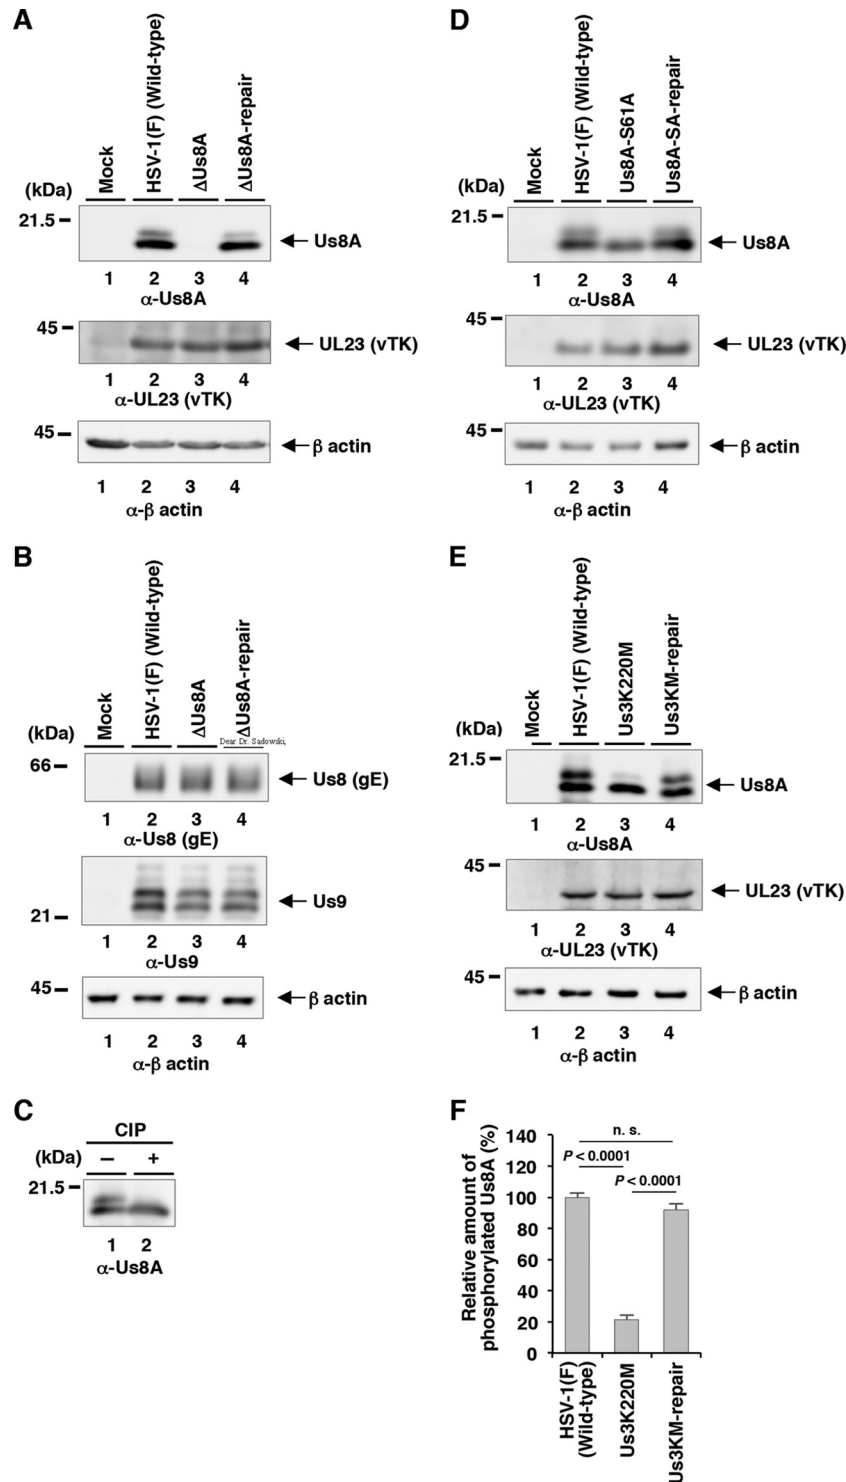 A
Mock
HSV-1(F) (Wild-type)
ΔUs8A
ΔUs8A-repair
(kDa)
21.5
Us8A
1 2 3 4
α-Us8A
45
UL23 (vTK)
1 2 3 4
α-UL23 (vTK)
45
β actin
1 2 3 4
α-β actin
B
Mock
HSV-1(F) (Wild-type)
ΔUs8A
ΔUs8A-repair
Dear Dr. Sadowski,
(kDa)
66
Us8 (gE)
1 2 3 4
α-Us8 (gE)
Us9
21
1 2 3 4
α-Us9
45
β actin
1 2 3 4
α-β actin
C
CIP
(kDa) – +
21.5
1 2
α-Us8A
D
Mock
HSV-1(F) (Wild-type)
Us8A-S61A
Us8A-SA-repair
(kDa)
21.5
Us8A
1 2 3 4
α-Us8A
45
UL23 (vTK)
1 2 3 4
α-UL23 (vTK)
45
β actin
1 2 3 4
α-β actin
E
Mock
HSV-1(F) (Wild-type)
Us3K220M
Us3KM-repair
(kDa)
21.5
Us8A
1 2 3 4
α-Us8A
45
UL23 (vTK)
1 2 3 4
α-UL23 (vTK)
45
β actin
1 2 3 4
α-β actin
F
Relative amount of
phosphorylated Us8A (%)
140
120
100
80
60
40
20
0
n. s.
P < 0.0001
P < 0.0001
HSV-1(F)
(Wild-type)
Us3K220M
Us3KM-repair